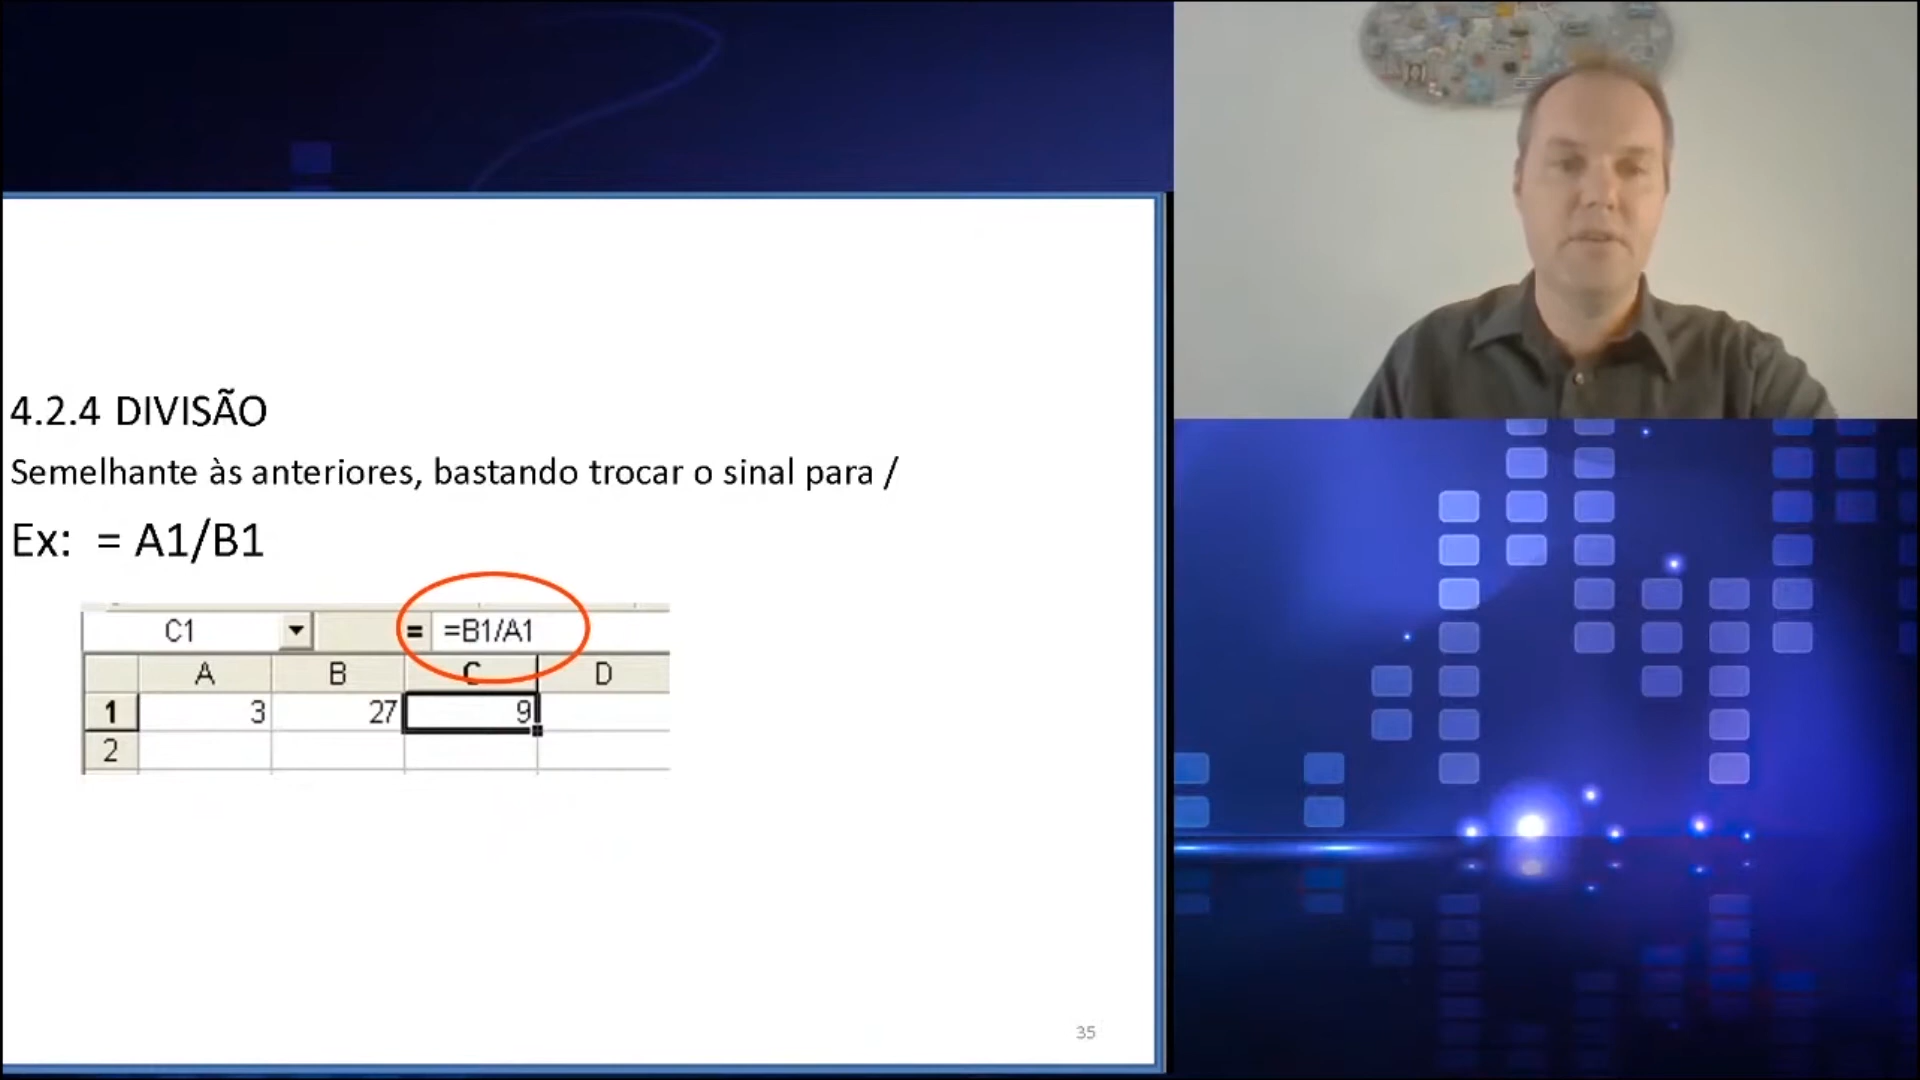 4.2.4 DIVISÃO
Semelhante às anteriores, bastando trocar o sinal para /
Ex:  = A1/B1
C1 = =B1/A1
A B C D
1 3 27 9
2
35